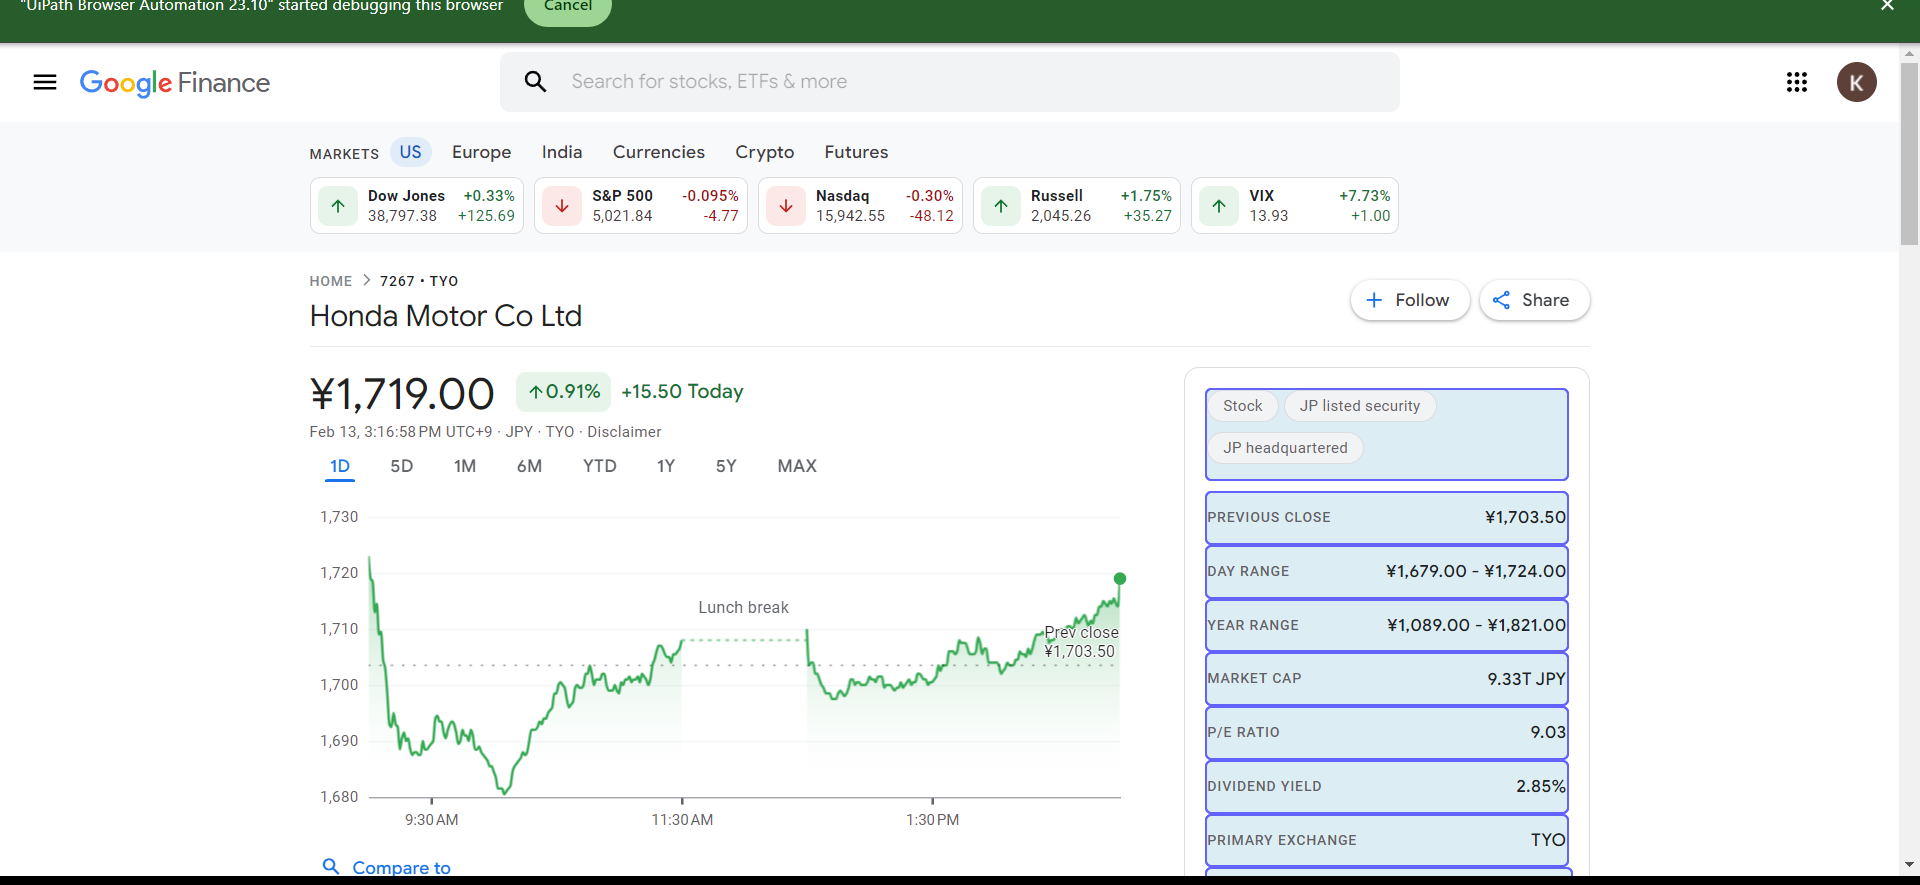 "UiPath Browser Automation 23.10" started debugging this browser
Cancel
Google Finance
Search for stocks, ETFs & more
K
MARKETS US Europe India Currencies Crypto Futures
Dow Jones +0.33%
38,797.38 +125.69
S&P 500 -0.095%
5,021.84 -4.77
Nasdaq -0.30%
15,942.55 -48.12
Russell +1.75%
2,045.26 +35.27
VIX +7.73%
13.93 +1.00
HOME > 7267 • TYO
Honda Motor Co Ltd
Follow
Share
¥1,719.00 ↑0.91% +15.50 Today
Feb 13, 3:16:58 PM UTC+9 · JPY · TYO · Disclaimer
1D 5D 1M 6M YTD 1Y 5Y MAX
1,730
1,720
1,710
1,700
1,690
1,680
Lunch break
Prev close
¥1,703.50
9:30 AM 11:30 AM 1:30 PM
Compare to
Stock JP listed security
JP headquartered
PREVIOUS CLOSE ¥1,703.50
DAY RANGE ¥1,679.00 - ¥1,724.00
YEAR RANGE ¥1,089.00 - ¥1,821.00
MARKET CAP 9.33T JPY
P/E RATIO 9.03
DIVIDEND YIELD 2.85%
PRIMARY EXCHANGE TYO